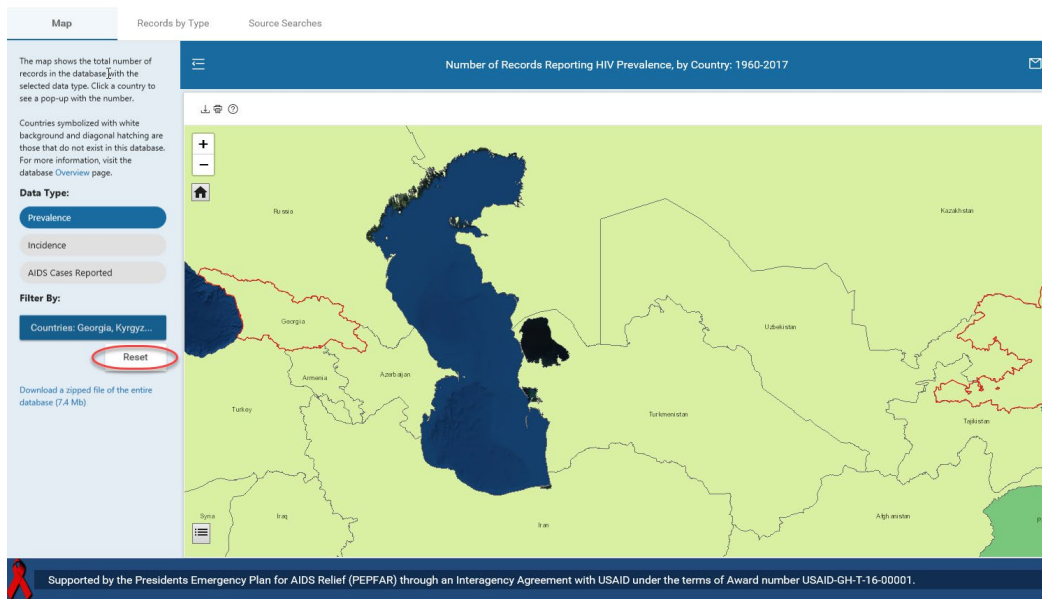 Map
Records by Type
Source Searches
The map shows the total number of
records in the database with the
selected data type. Click a country to
see a pop-up with the number.
Countries symbolized with white
background and diagonal hatching are
those that do not exist in this database.
For more information, visit the
database Overview page.
Data Type:
Prevalence
Incidence
AIDS Cases Reported
Filter By:
Countries: Georgia, Kyrgyz...
Reset
Download a zipped file of the entire
database (7.4 Mb)
Number of Records Reporting HIV Prevalence, by Country: 1960-2017
+
−
Russia
Kazakhstan
Georgia
Uzbekistan
Armenia
Azerbaijan
Turkey
Turkmenistan
Tajikistan
Syria
Iraq
Iran
Afghanistan
P
Supported by the Presidents Emergency Plan for AIDS Relief (PEPFAR) through an Interagency Agreement with USAID under the terms of Award number USAID-GH-T-16-00001.